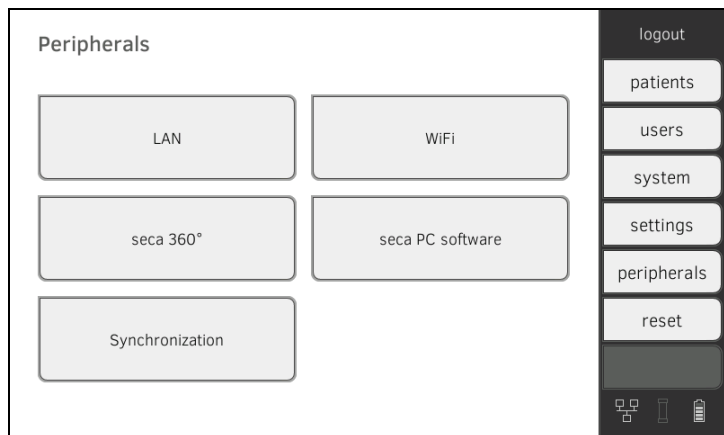 Peripherals
LAN
WiFi
seca 360°
seca PC software
Synchronization
logout
patients
users
system
settings
peripherals
reset